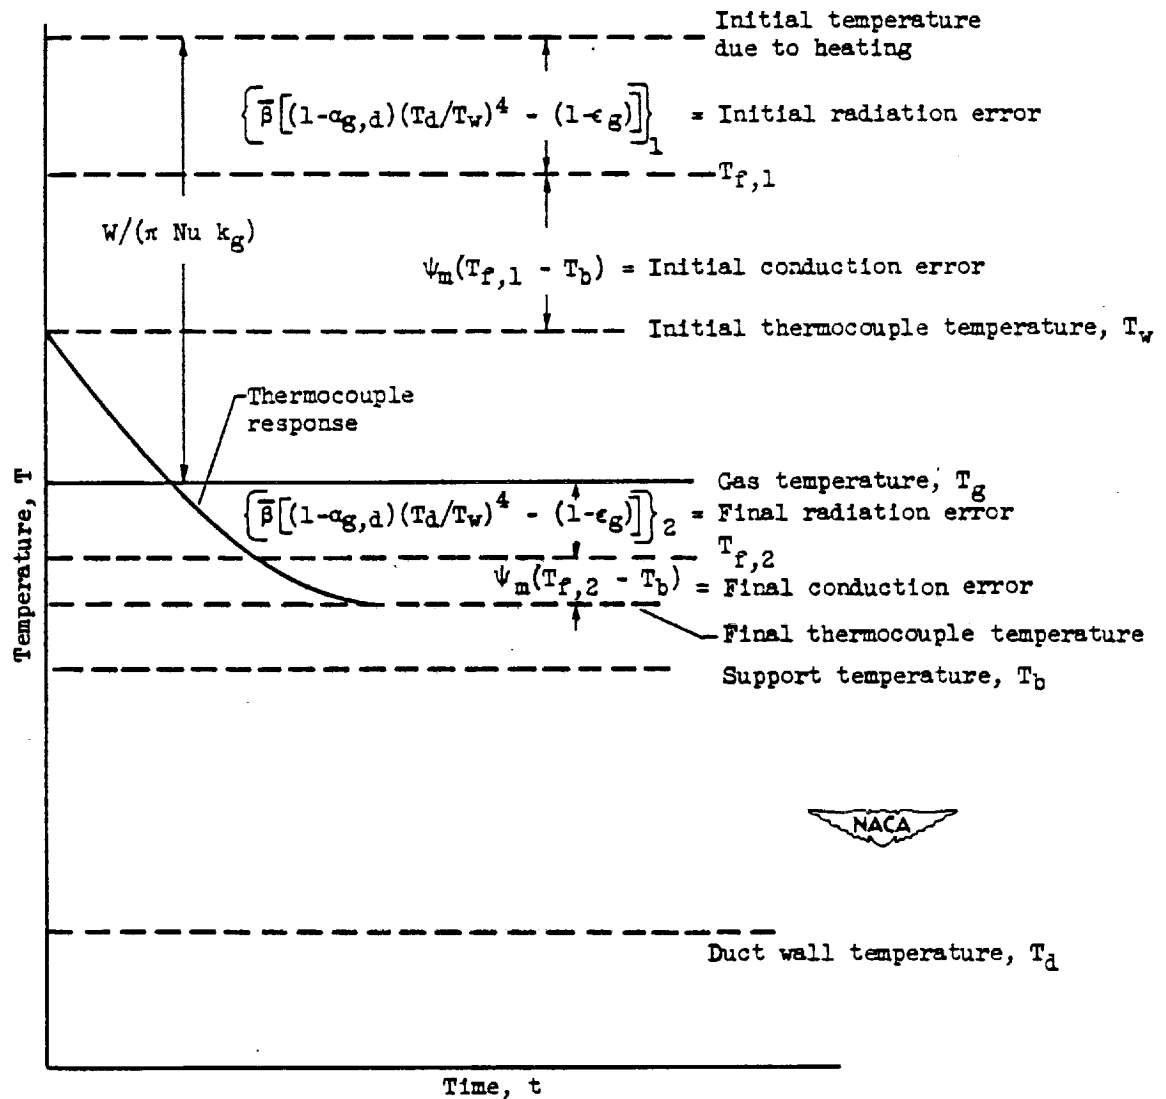 Initial temperature
due to heating
{β̄[(1-αg,d)(Td/Tw)⁴ - (1-εg)]}₁ = Initial radiation error
Tf,1
W/(π Nu kg)
ψm(Tf,1 - Tb) = Initial conduction error
Initial thermocouple temperature, Tw
Thermocouple
response
Gas temperature, Tg
{β̄[(1-αg,d)(Td/Tw)⁴ - (1-εg)]}₂ = Final radiation error
Tf,2
ψm(Tf,2 - Tb) = Final conduction error
Final thermocouple temperature
Support temperature, Tb
Temperature, T
NACA
Duct wall temperature, Td
Time, t